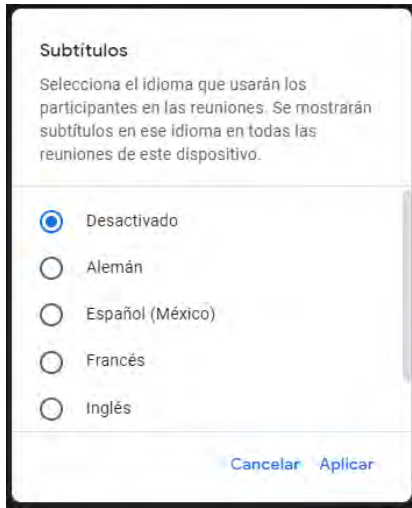 Subtítulos
Selecciona el idioma que usarán los
participantes en las reuniones. Se mostrarán
subtítulos en ese idioma en todas las
reuniones de este dispositivo.
Desactivado
Alemán
Español (México)
Francés
Inglés
Cancelar Aplicar